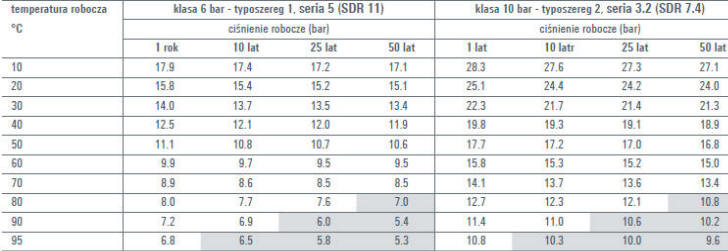 temperatura robocza klasa 6 bar - typoszereg 1, seria 5 (SDR 11) klasa 10 bar - typoszereg 2, seria 3.2 (SDR 7.4)
°C ciśnienie robocze (bar) ciśnienie robocze (bar)
1 rok 10 lat 25 lat 50 lat 1 lat 10 latr 25 lat 50 lat
10 17.9 17.4 17.2 17.1 28.3 27.6 27.3 27.1
20 15.8 15.4 15.2 15.1 25.1 24.4 24.2 24.0
30 14.0 13.7 13.5 13.4 22.3 21.7 21.4 21.3
40 12.5 12.1 12.0 11.9 19.8 19.3 19.1 18.9
50 11.1 10.8 10.7 10.6 17.7 17.2 17.0 16.8
60 9.9 9.7 9.5 9.5 15.8 15.3 15.2 15.0
70 8.9 8.6 8.5 8.5 14.1 13.7 13.6 13.4
80 8.0 7.7 7.6 7.0 12.7 12.3 12.1 10.8
90 7.2 6.9 6.0 5.4 11.4 11.0 10.6 10.2
95 6.8 6.5 5.8 5.3 10.8 10.3 10.0 9.6